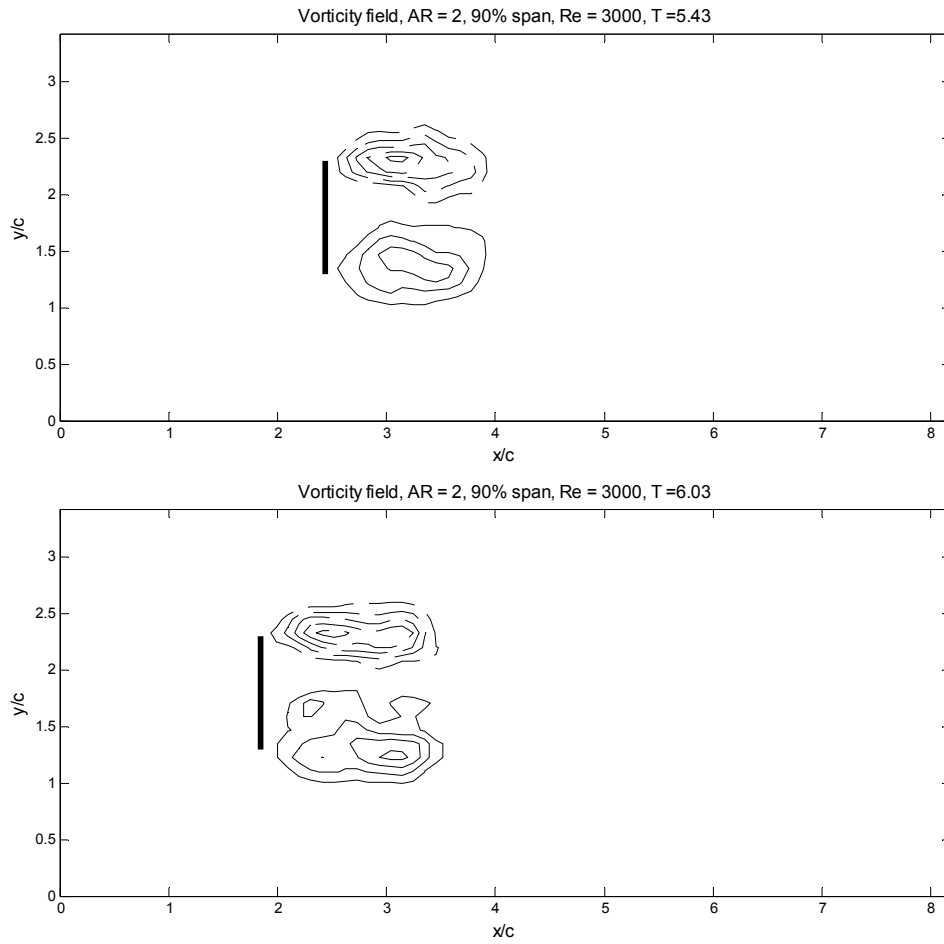 Vorticity field, AR = 2, 90% span, Re = 3000, T =5.43
3
2.5
2
1.5
1
0.5
0
y/c
0 1 2 3 4 5 6 7 8
x/c
Vorticity field, AR = 2, 90% span, Re = 3000, T =6.03
3
2.5
2
1.5
1
0.5
0
y/c
0 1 2 3 4 5 6 7 8
x/c